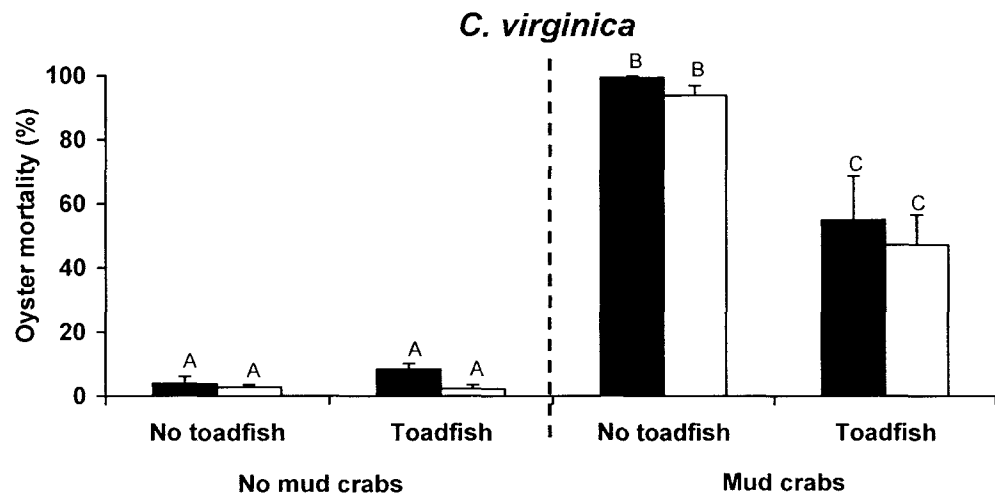 C. virginica
B B
100
C C
80
60
40
20
A A A A
0
Oyster mortality (%)
No toadfish Toadfish No toadfish Toadfish
No mud crabs Mud crabs